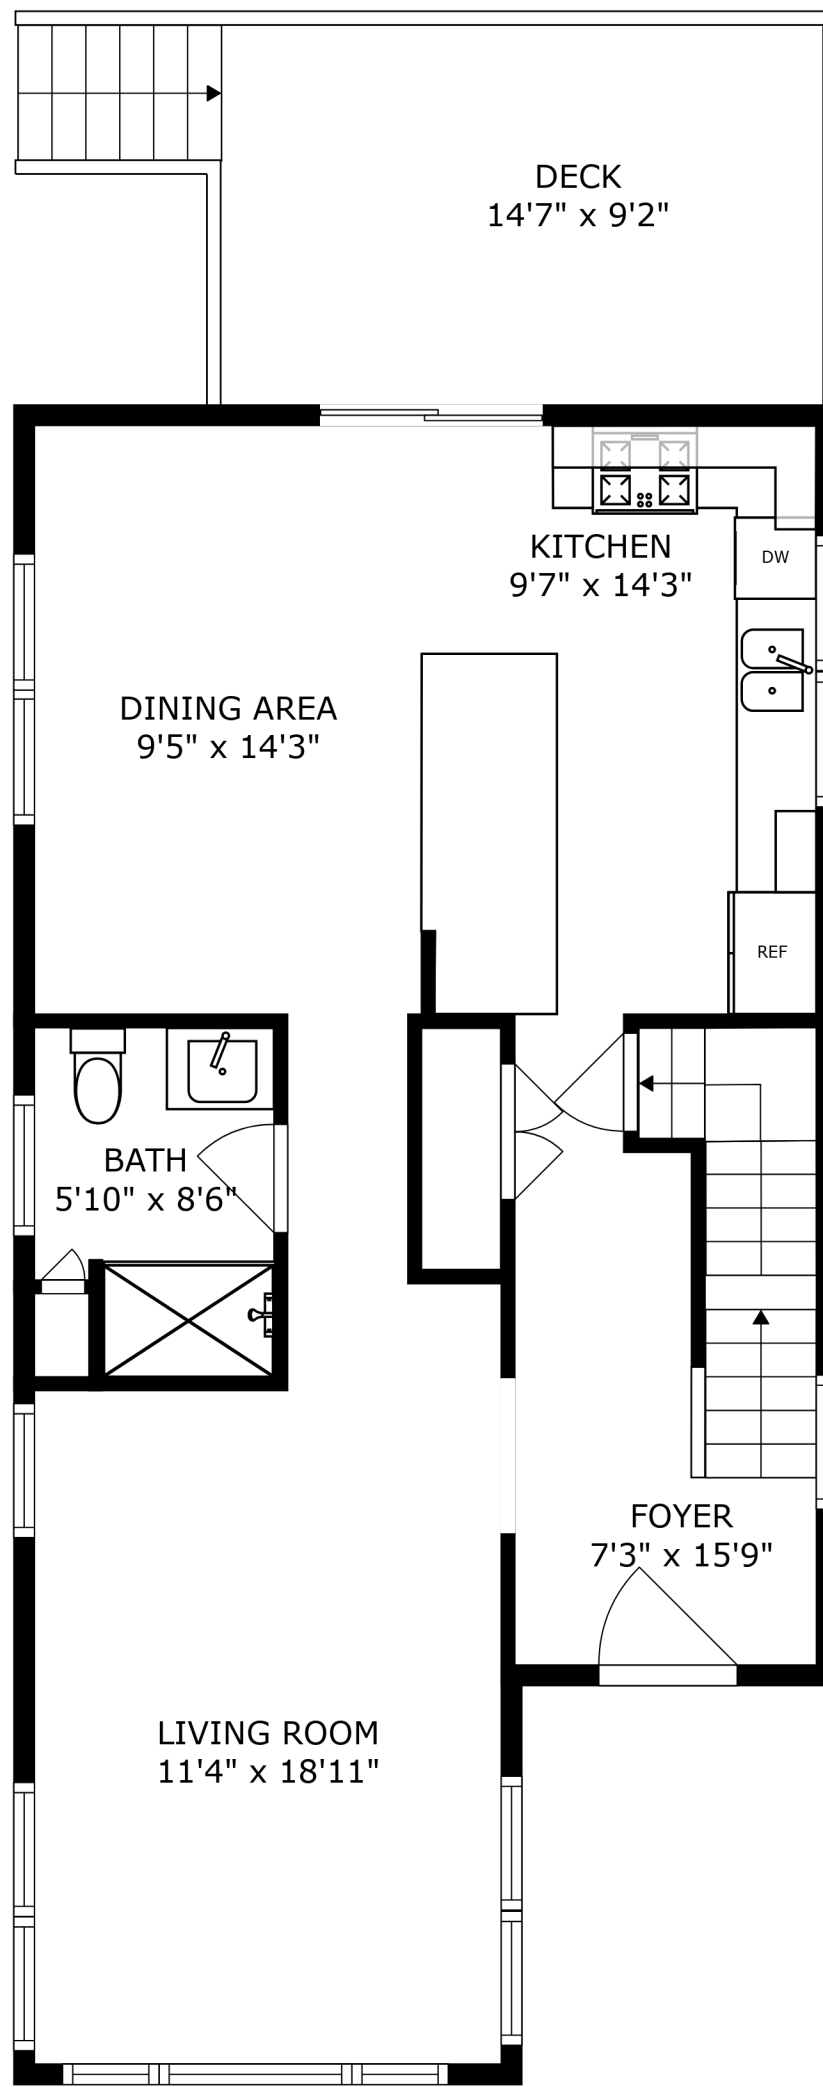 DECK
14'7" x 9'2"
KITCHEN
9'7" x 14'3"
DW
DINING AREA
9'5" x 14'3"
REF
BATH
5'10" x 8'6"
FOYER
7'3" x 15'9"
LIVING ROOM
11'4" x 18'11"